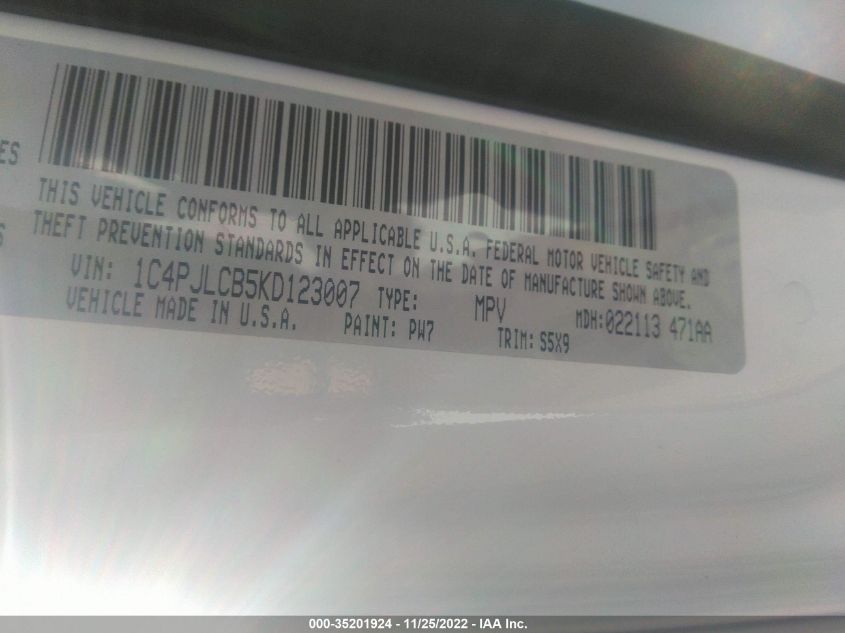 ES
THIS VEHICLE CONFORMS TO ALL APPLICABLE U.S.A. FEDERAL MOTOR VEHICLE SAFETY AND
S
THEFT PREVENTION STANDARDS IN EFFECT ON THE DATE OF MANUFACTURE SHOWN ABOVE.
VIN: 1C4PJLCB5KD123007 TYPE: MPV MDH:022113 471AA
VEHICLE MADE IN U.S.A. PAINT: PW7 TRIM: S5X9
000-35201924 - 11/25/2022 - IAA Inc.